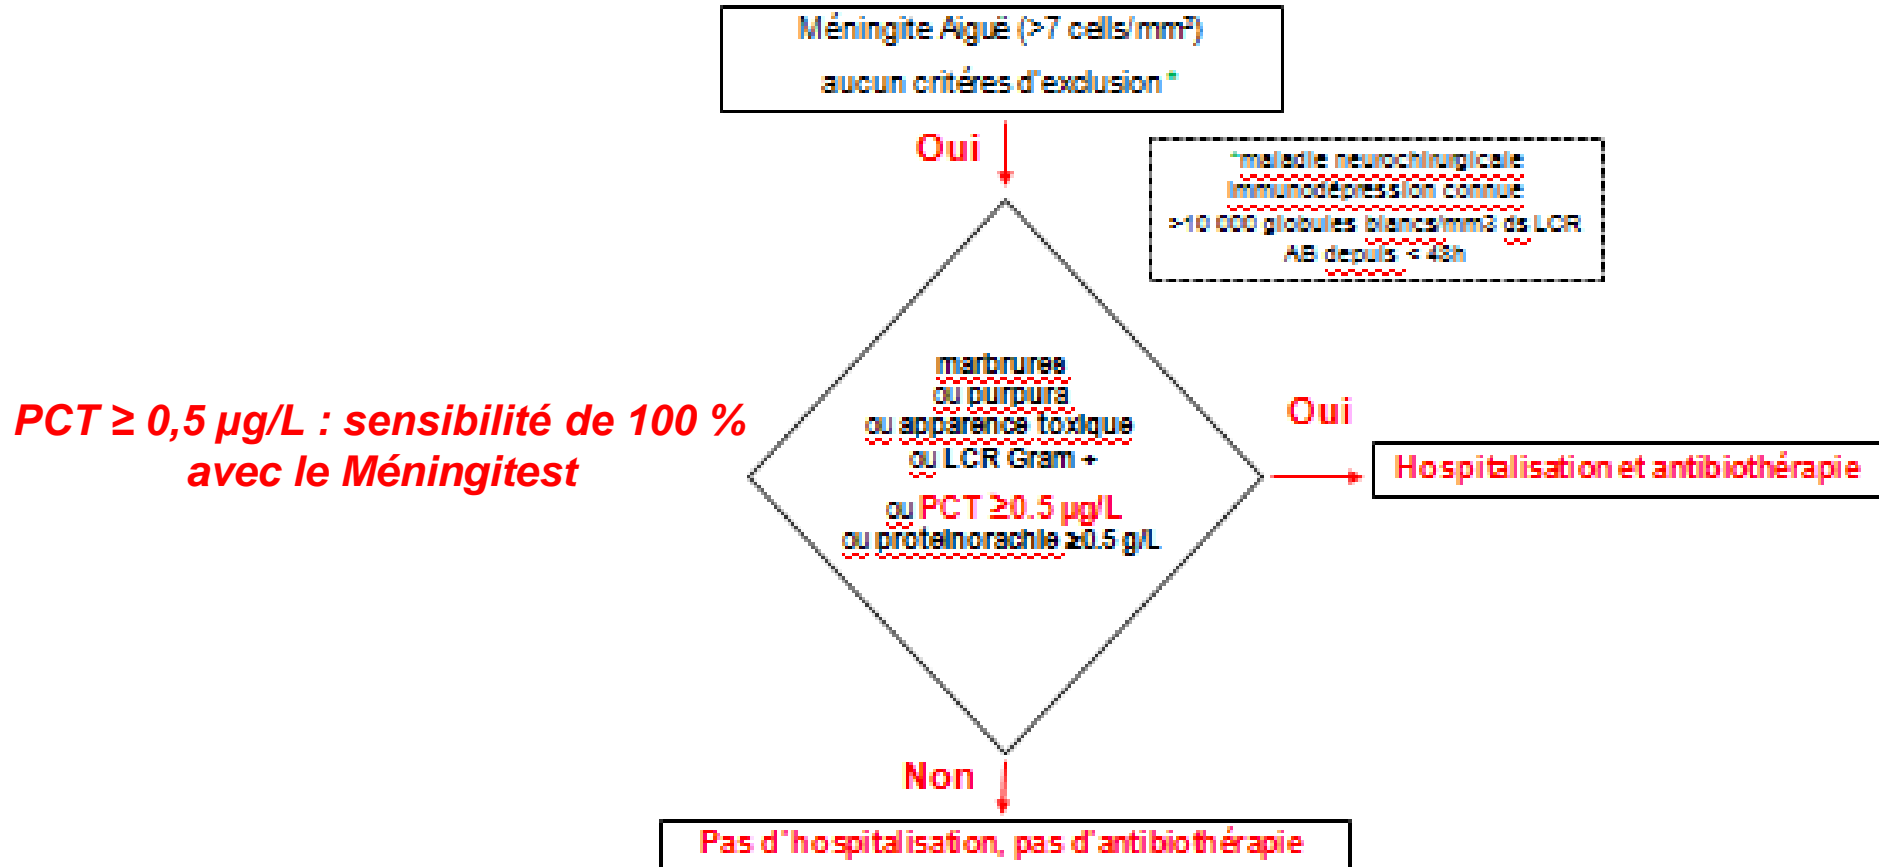 Méningite Aiguë (>7 cells/mm²)
aucun critéres d'exclusion *
Oui
*maladie neurochirurgicale
Immunodépression connue
>10 000 globules blancs/mm3 ds LCR
AB depuis < 48h
marbrures
ou purpura
ou apparence toxique
ou LCR Gram +
ou PCT ≥0.5 µg/L
ou proteinorachie ≥0.5 g/L
PCT ≥ 0,5 µg/L : sensibilité de 100 %
avec le Méningitest
Oui
Hospitalisation et antibiothérapie
Non
Pas d'hospitalisation, pas d'antibiothérapie